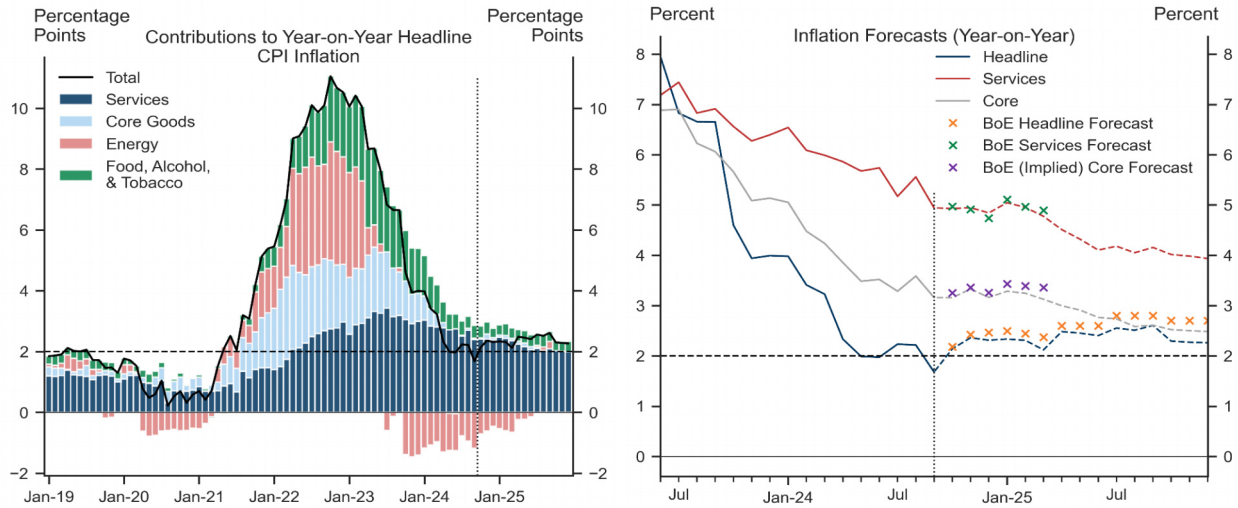 Percentage
Points
Percentage
Points
Contributions to Year-on-Year Headline
CPI Inflation
Total
Services
Core Goods
Energy
Food, Alcohol,
& Tobacco
10
8
6
4
2
0
−2
10
8
6
4
2
0
−2
Jan-19
Jan-20
Jan-21
Jan-22
Jan-23
Jan-24
Jan-25
Percent
Percent
Inflation Forecasts (Year-on-Year)
Headline
Services
Core
BoE Headline Forecast
BoE Services Forecast
BoE (Implied) Core Forecast
8
7
6
5
4
3
2
1
0
8
7
6
5
4
3
2
1
0
Jul
Jan-24
Jul
Jan-25
Jul